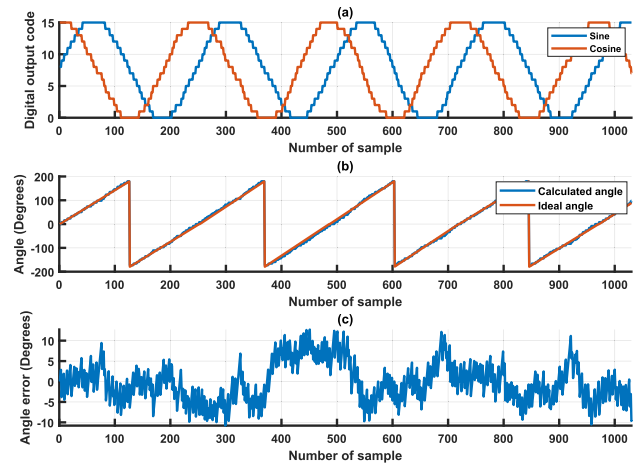 (a)
Digital output code
15
10
5
0
Sine
Cosine
0 100 200 300 400 500 600 700 800 900 1000
Number of sample
(b)
Angle (Degrees)
200
100
0
-100
-200
Calculated angle
Ideal angle
0 100 200 300 400 500 600 700 800 900 1000
Number of sample
(c)
Angle error (Degrees)
10
5
0
-5
-10
0 100 200 300 400 500 600 700 800 900 1000
Number of sample